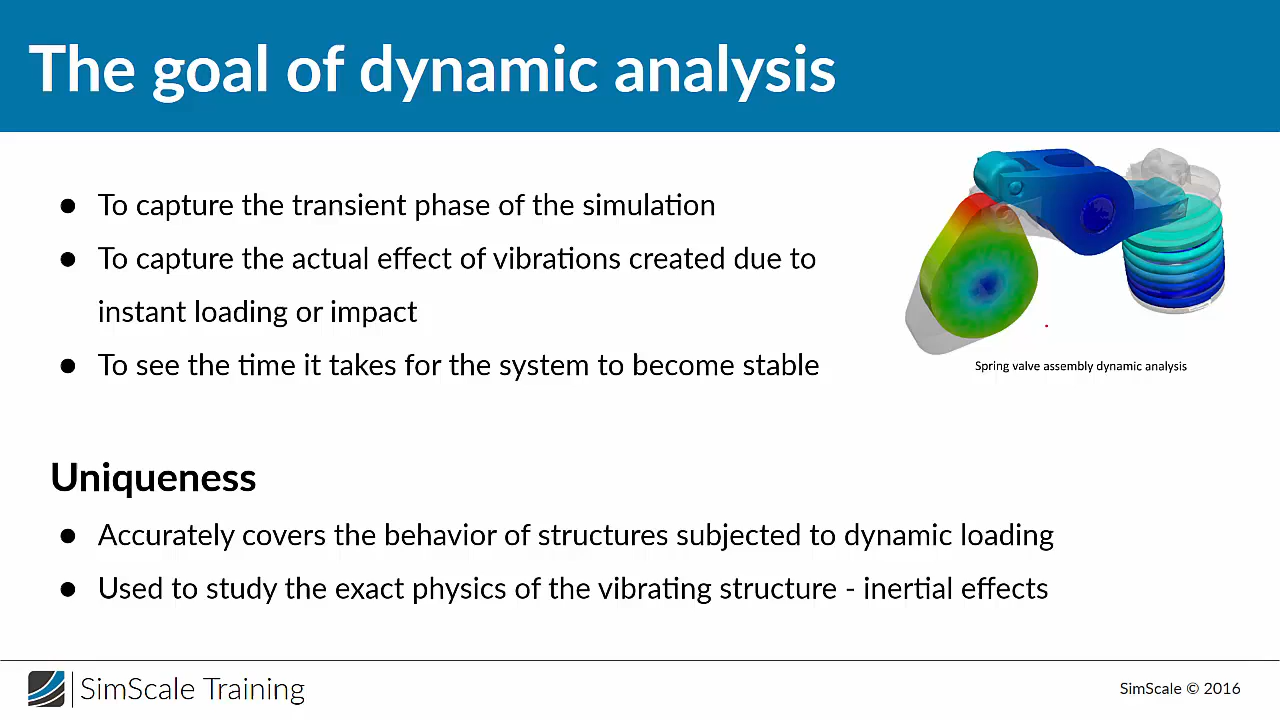 The goal of dynamic analysis
● To capture the transient phase of the simulation
● To capture the actual effect of vibrations created due to
instant loading or impact
● To see the time it takes for the system to become stable
Spring valve assembly dynamic analysis
Uniqueness
● Accurately covers the behavior of structures subjected to dynamic loading
● Used to study the exact physics of the vibrating structure - inertial effects
SimScale Training
SimScale © 2016